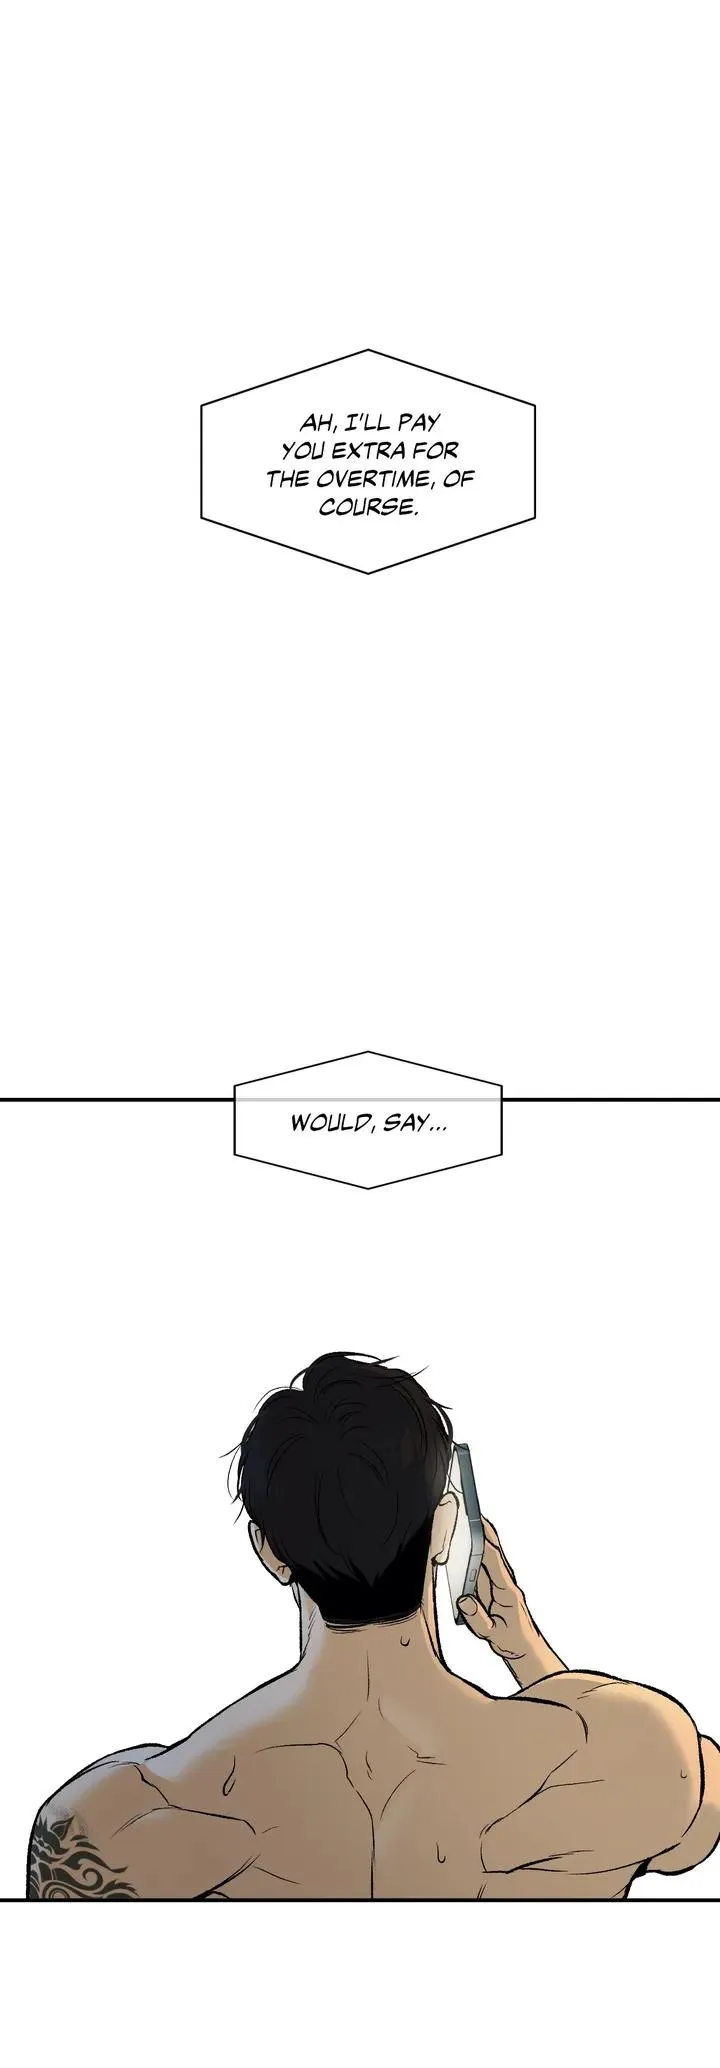 AH, I'LL PAY
YOU EXTRA FOR
THE OVERTIME, OF
COURSE.
WOULD, SAY...